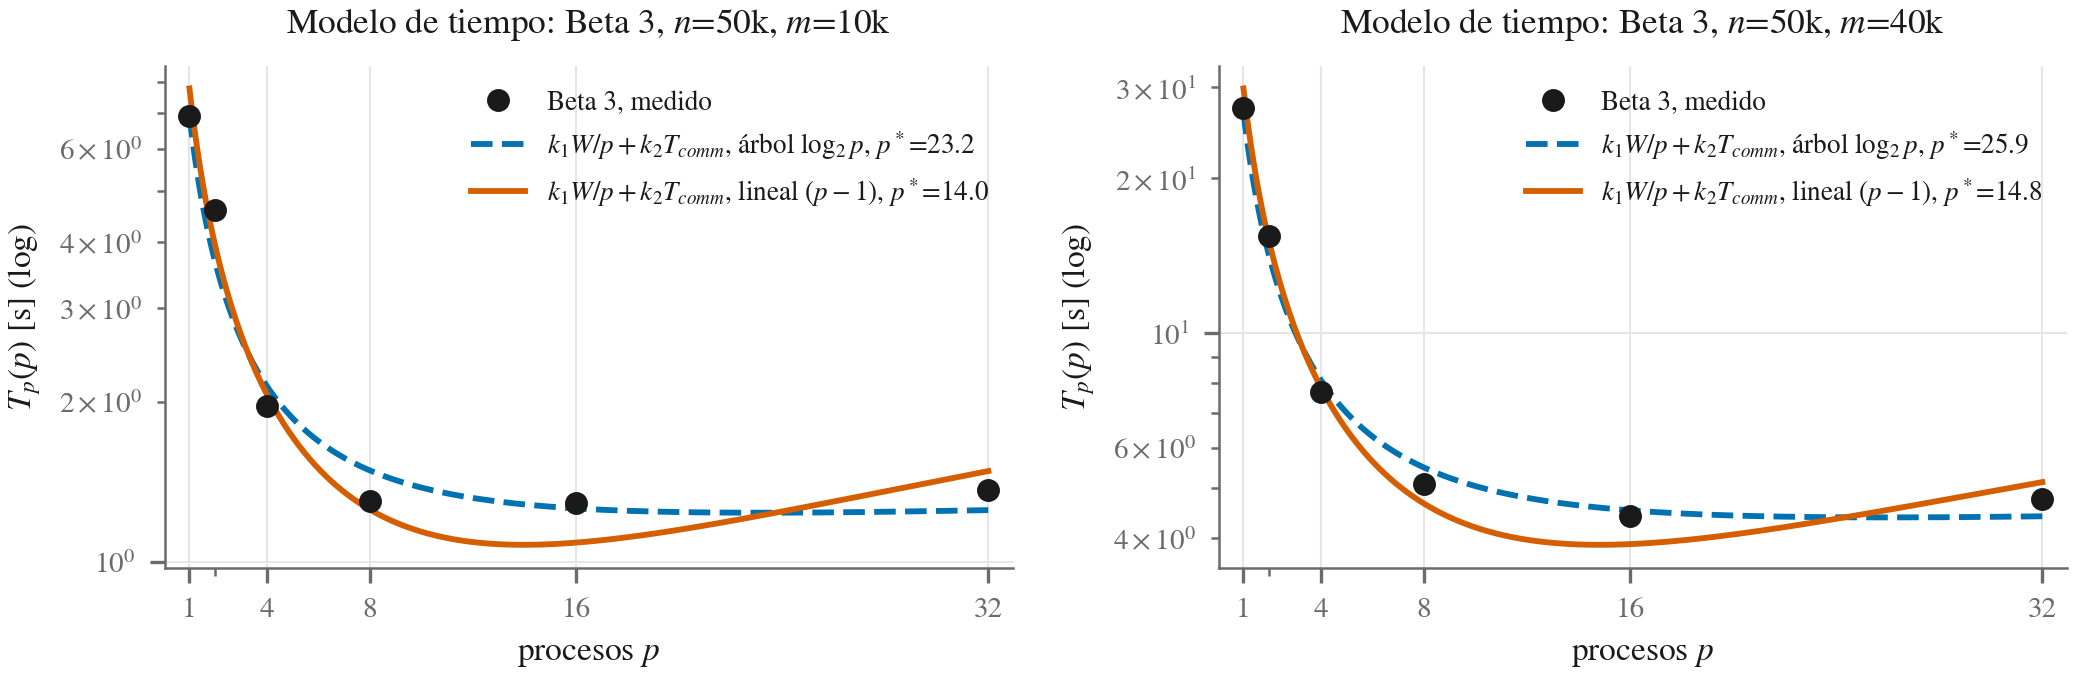 Modelo de tiempo: Beta 3, n=50k, m=10k
Beta 3, medido
k₁W/p + k₂T_comm, árbol log₂ p, p*=23.2
k₁W/p + k₂T_comm, lineal (p − 1), p*=14.0
T_p(p) [s] (log)
6×10⁰
4×10⁰
3×10⁰
2×10⁰
10⁰
1 4 8 16 32
procesos p
Modelo de tiempo: Beta 3, n=50k, m=40k
Beta 3, medido
k₁W/p + k₂T_comm, árbol log₂ p, p*=25.9
k₁W/p + k₂T_comm, lineal (p − 1), p*=14.8
T_p(p) [s] (log)
3×10¹
2×10¹
10¹
6×10⁰
4×10⁰
1 4 8 16 32
procesos p